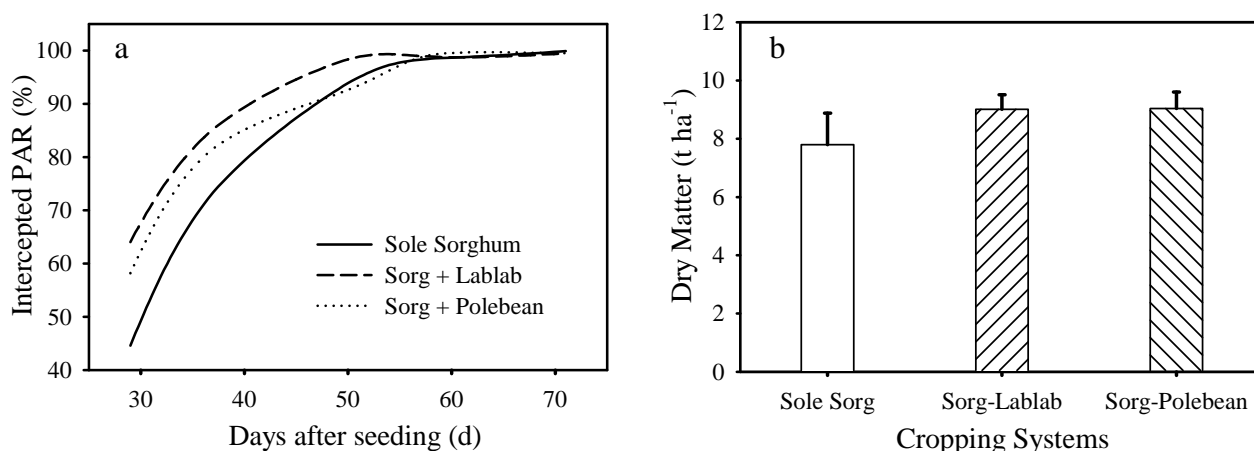 a
100
90
80
70
60
50
40
Intercepted PAR (%)
Sole Sorghum
Sorg + Lablab
Sorg + Polebean
30 40 50 60 70
Days after seeding (d)
b
12
10
8
6
4
2
0
Dry Matter (t ha⁻¹)
Sole Sorg Sorg-Lablab Sorg-Polebean
Cropping Systems